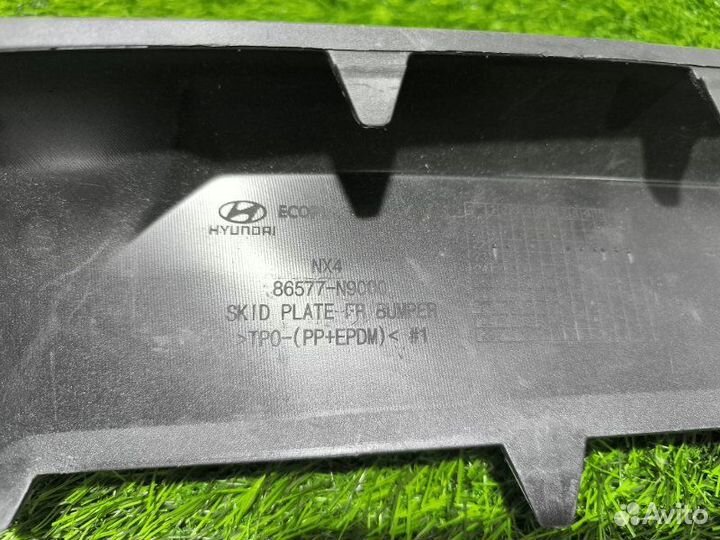 HYUNDAI
NX4
86577-N9000
SKID PLATE FR BUMPER
>TPO-(PP+EPDM)< #1
Avito